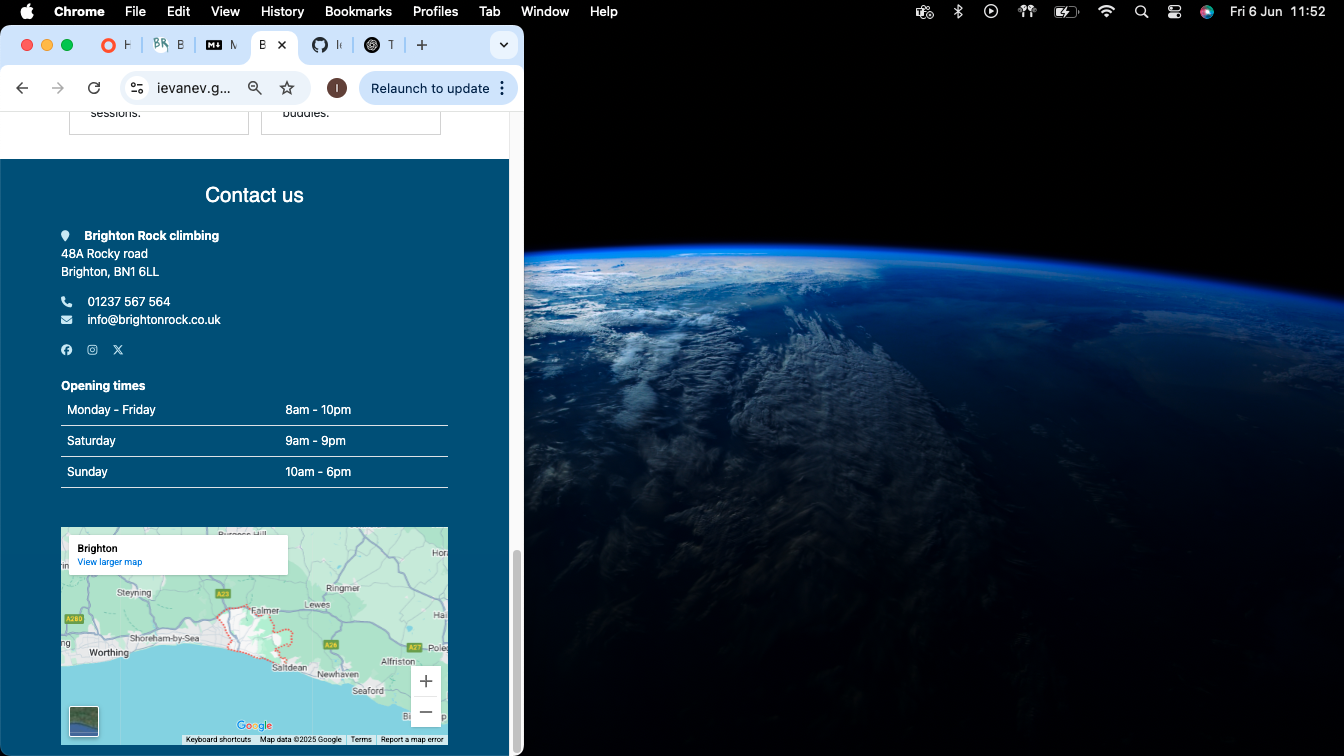 Chrome File Edit View History Bookmarks Profiles Tab Window Help Fri 6 Jun 11:52
H BR B M B I T
ievanev.g... I Relaunch to update
sessions. buddies.
Contact us
Brighton Rock climbing
48A Rocky road
Brighton, BN1 6LL
01237 567 564
info@brightonrock.co.uk
Opening times
Monday - Friday 8am - 10pm
Saturday 9am - 9pm
Sunday 10am - 6pm
Burgess Hill
Brighton
View larger map
Hor
Steyning A23 Ringmer
Falmer Lewes
A280 Hai
Shoreham-by-Sea
ng Worthing A26 A27 Poleg
Saltdean Alfriston
Newhaven
Seaford
Google
Keyboard shortcuts Map data ©2025 Google Terms Report a map error